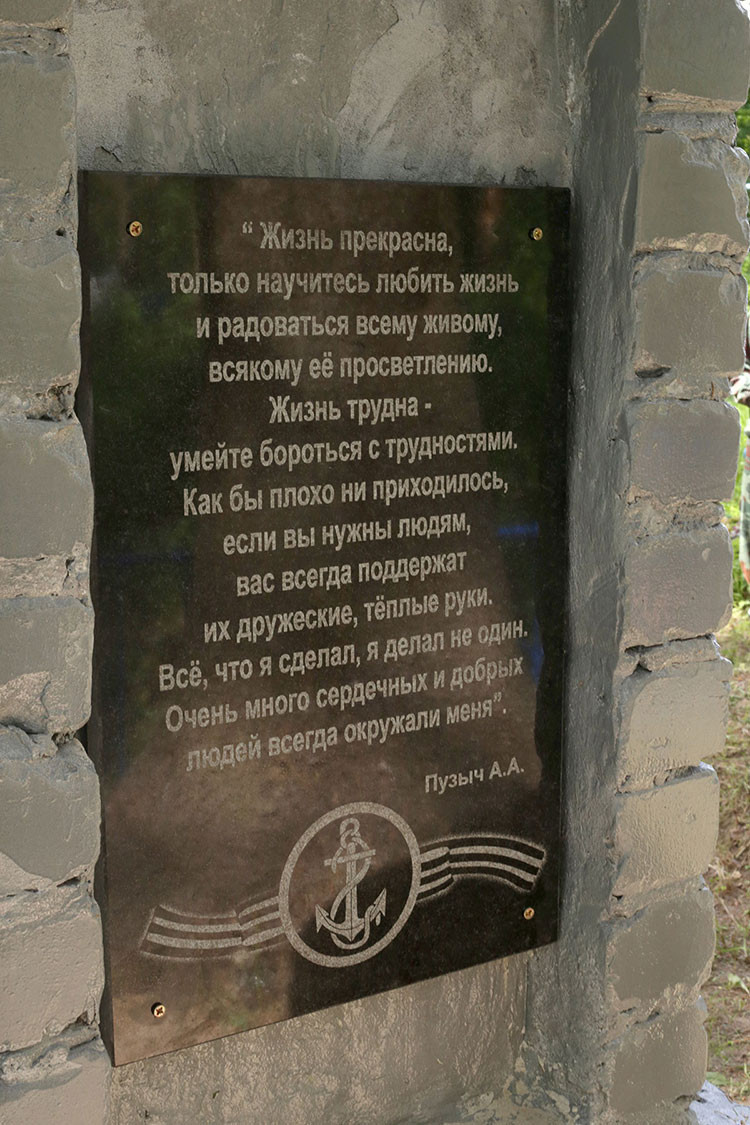 “ Жизнь прекрасна,
только научитесь любить жизнь
и радоваться всему живому,
всякому её просветлению.
Жизнь трудна -
умейте бороться с трудностями.
Как бы плохо ни приходилось,
если вы нужны людям,
вас всегда поддержат
их дружеские, тёплые руки.
Всё, что я сделал, я делал не один.
Очень много сердечных и добрых
людей всегда окружали меня”.
Пузыч А.А.